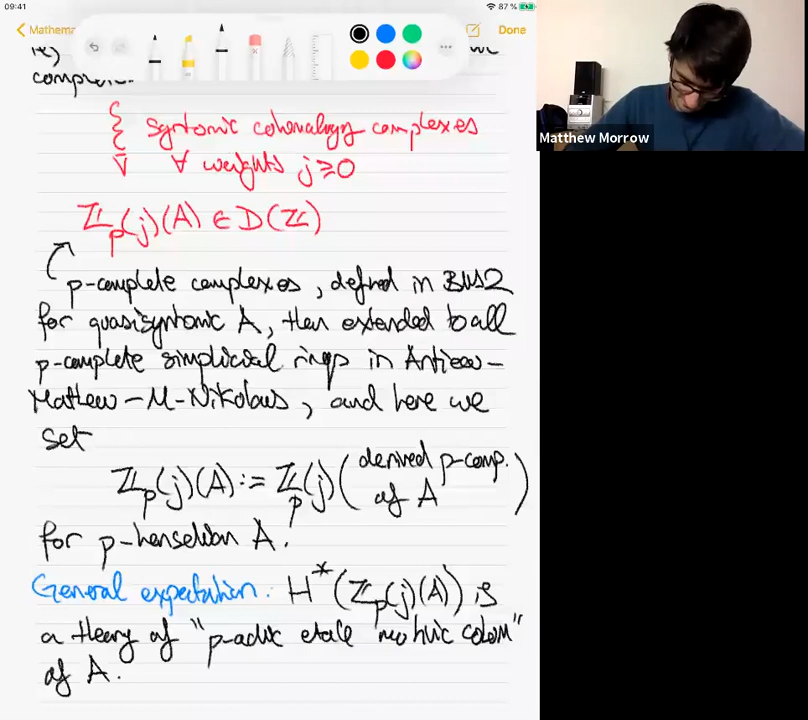 09:41
87 %
Mathema
Done
Matthew Morrow
syntomic cohomology complexes
∀ weights j ⩾ 0
ℤ_p(j)(A) ∈ D(ℤ)
p-complete complexes, defined in BMS2
for quasisyntomic A, then extended to all
p-complete simplicial rings in Antieau–
Mathew–M–Nikolaus, and here we
set
ℤ_p(j)(A) := ℤ_p(j)(derived p-comp. of A)
for p-henselian A.
General expectation: H*(ℤ_p(j)(A)) is
a theory of "p-adic etale motivic cohom"
of A.